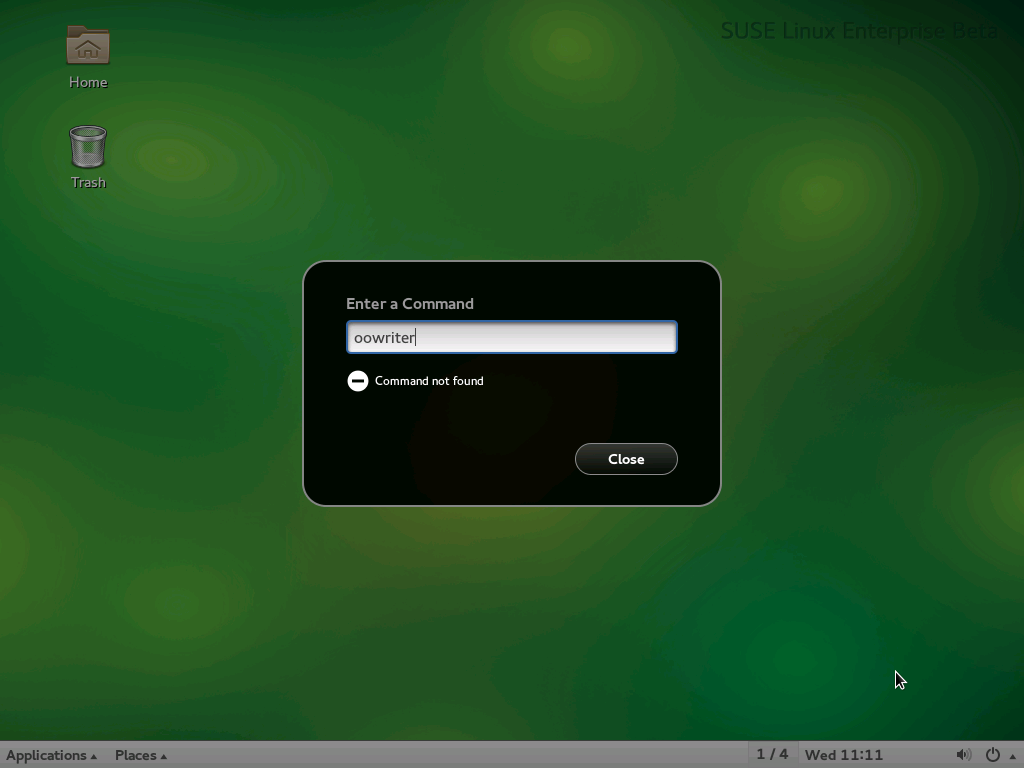 SUSE Linux Enterprise Beta
Home
Trash
Enter a Command
oowriter
Command not found
Close
Applications Places 1 / 4 Wed 11:11